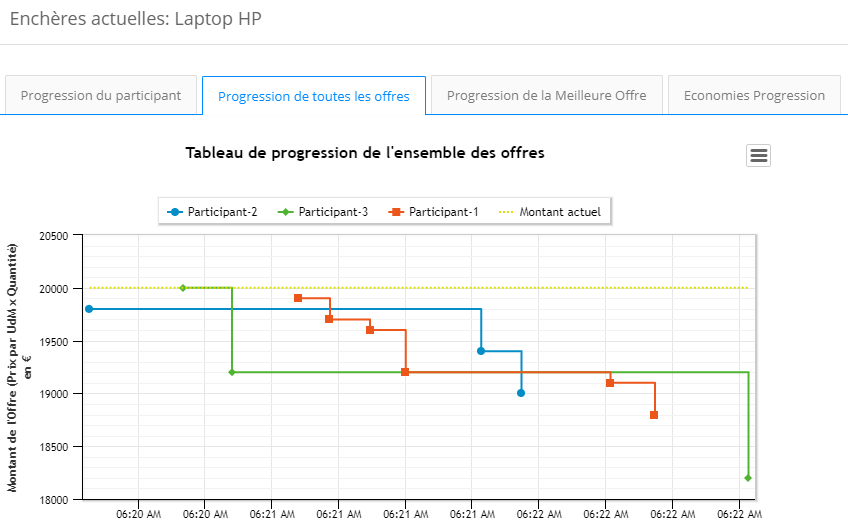 Enchères actuelles: Laptop HP
Progression du participant
Progression de toutes les offres
Progression de la Meilleure Offre
Economies Progression
Tableau de progression de l'ensemble des offres
Participant-2
Participant-3
Participant-1
Montant actuel
Montant de l'Offre (Prix par UdM x Quantité)
en €
20500
20000
19500
19000
18500
18000
06:20 AM
06:20 AM
06:21 AM
06:21 AM
06:21 AM
06:21 AM
06:22 AM
06:22 AM
06:22 AM
06:22 AM